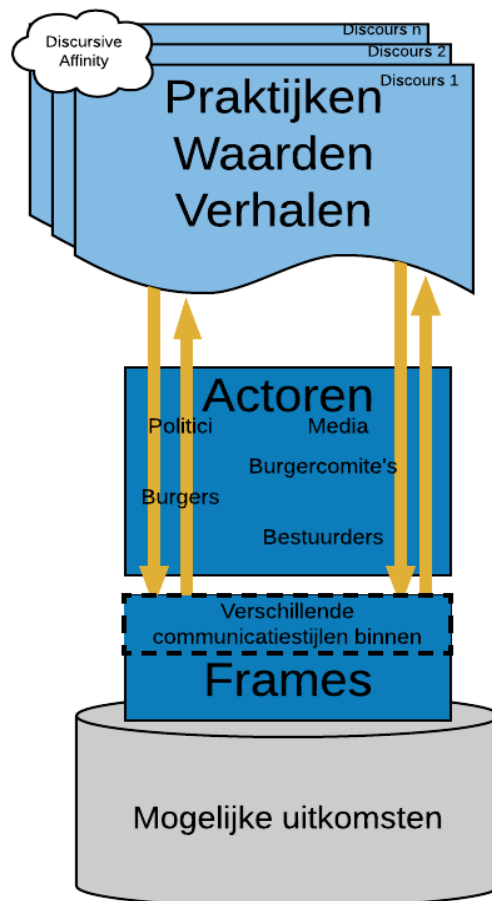 Discursive
Affinity
Discours n
Discours 2
Discours 1
Praktijken
Waarden
Verhalen
Actoren
Politici
Media
Burgercomite's
Burgers
Bestuurders
Verschillende
communicatiestijlen binnen
Frames
Mogelijke uitkomsten